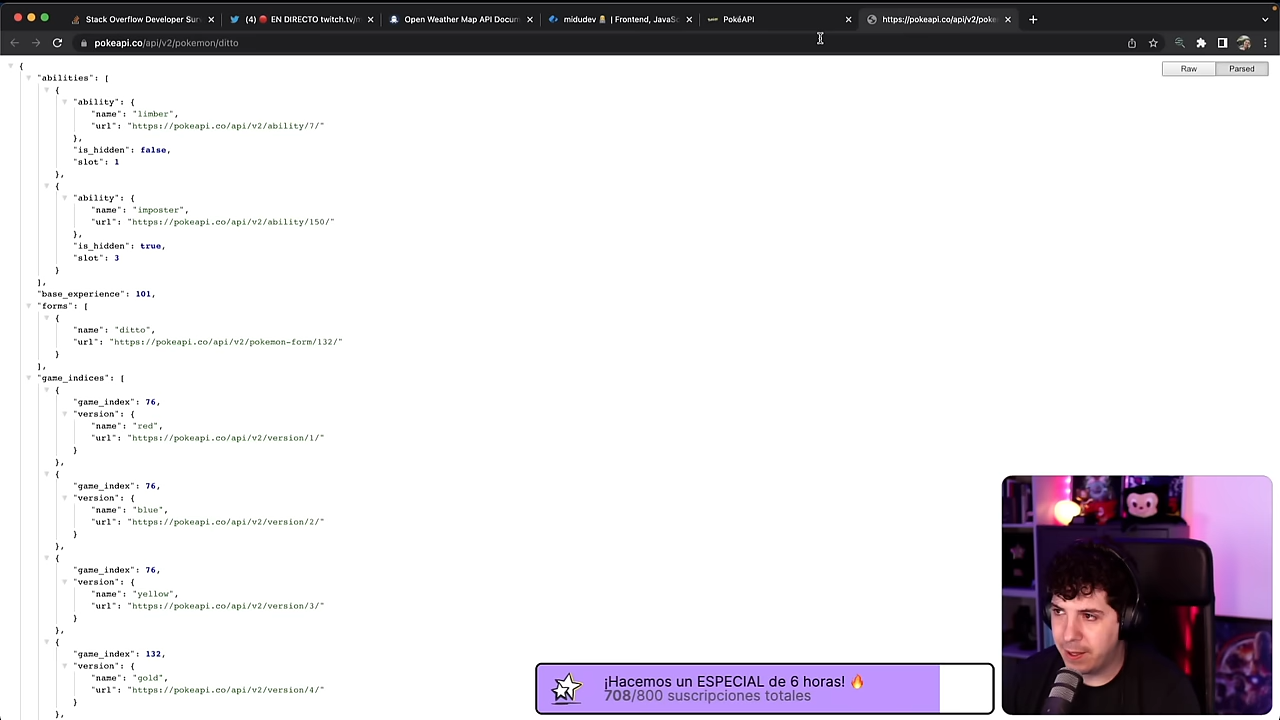 Stack Overflow Developer Sur
(4) 🔴 EN DIRECTO twitch.tv/m
Open Weather Map API Docum
midudev | Frontend, JavaSc
PokéAPI
https://pokeapi.co/api/v2/poke
pokeapi.co/api/v2/pokemon/ditto
Raw
Parsed
{
"abilities": [
{
"ability": {
"name": "limber",
"url": "https://pokeapi.co/api/v2/ability/7/"
},
"is_hidden": false,
"slot": 1
},
{
"ability": {
"name": "imposter",
"url": "https://pokeapi.co/api/v2/ability/150/"
},
"is_hidden": true,
"slot": 3
}
],
"base_experience": 101,
"forms": [
{
"name": "ditto",
"url": "https://pokeapi.co/api/v2/pokemon-form/132/"
}
],
"game_indices": [
{
"game_index": 76,
"version": {
"name": "red",
"url": "https://pokeapi.co/api/v2/version/1/"
}
},
{
"game_index": 76,
"version": {
"name": "blue",
"url": "https://pokeapi.co/api/v2/version/2/"
}
},
{
"game_index": 76,
"version": {
"name": "yellow",
"url": "https://pokeapi.co/api/v2/version/3/"
}
},
{
"game_index": 132,
"version": {
"name": "gold",
"url": "https://pokeapi.co/api/v2/version/4/"
}
},
¡Hacemos un ESPECIAL de 6 horas! 🔥
708/800 suscripciones totales